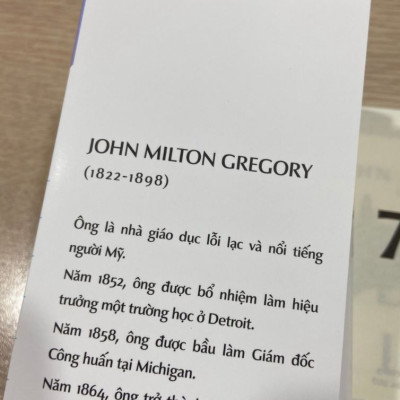 JOHN MILTON GREGORY
(1822-1898)
Ông là nhà giáo dục lỗi lạc và nổi tiếng
người Mỹ.
Năm 1852, ông được bổ nhiệm làm hiệu
trưởng một trường học ở Detroit.
Năm 1858, ông được bầu làm Giám đốc
Công huấn tại Michigan.
Năm 1864, ông trở
7